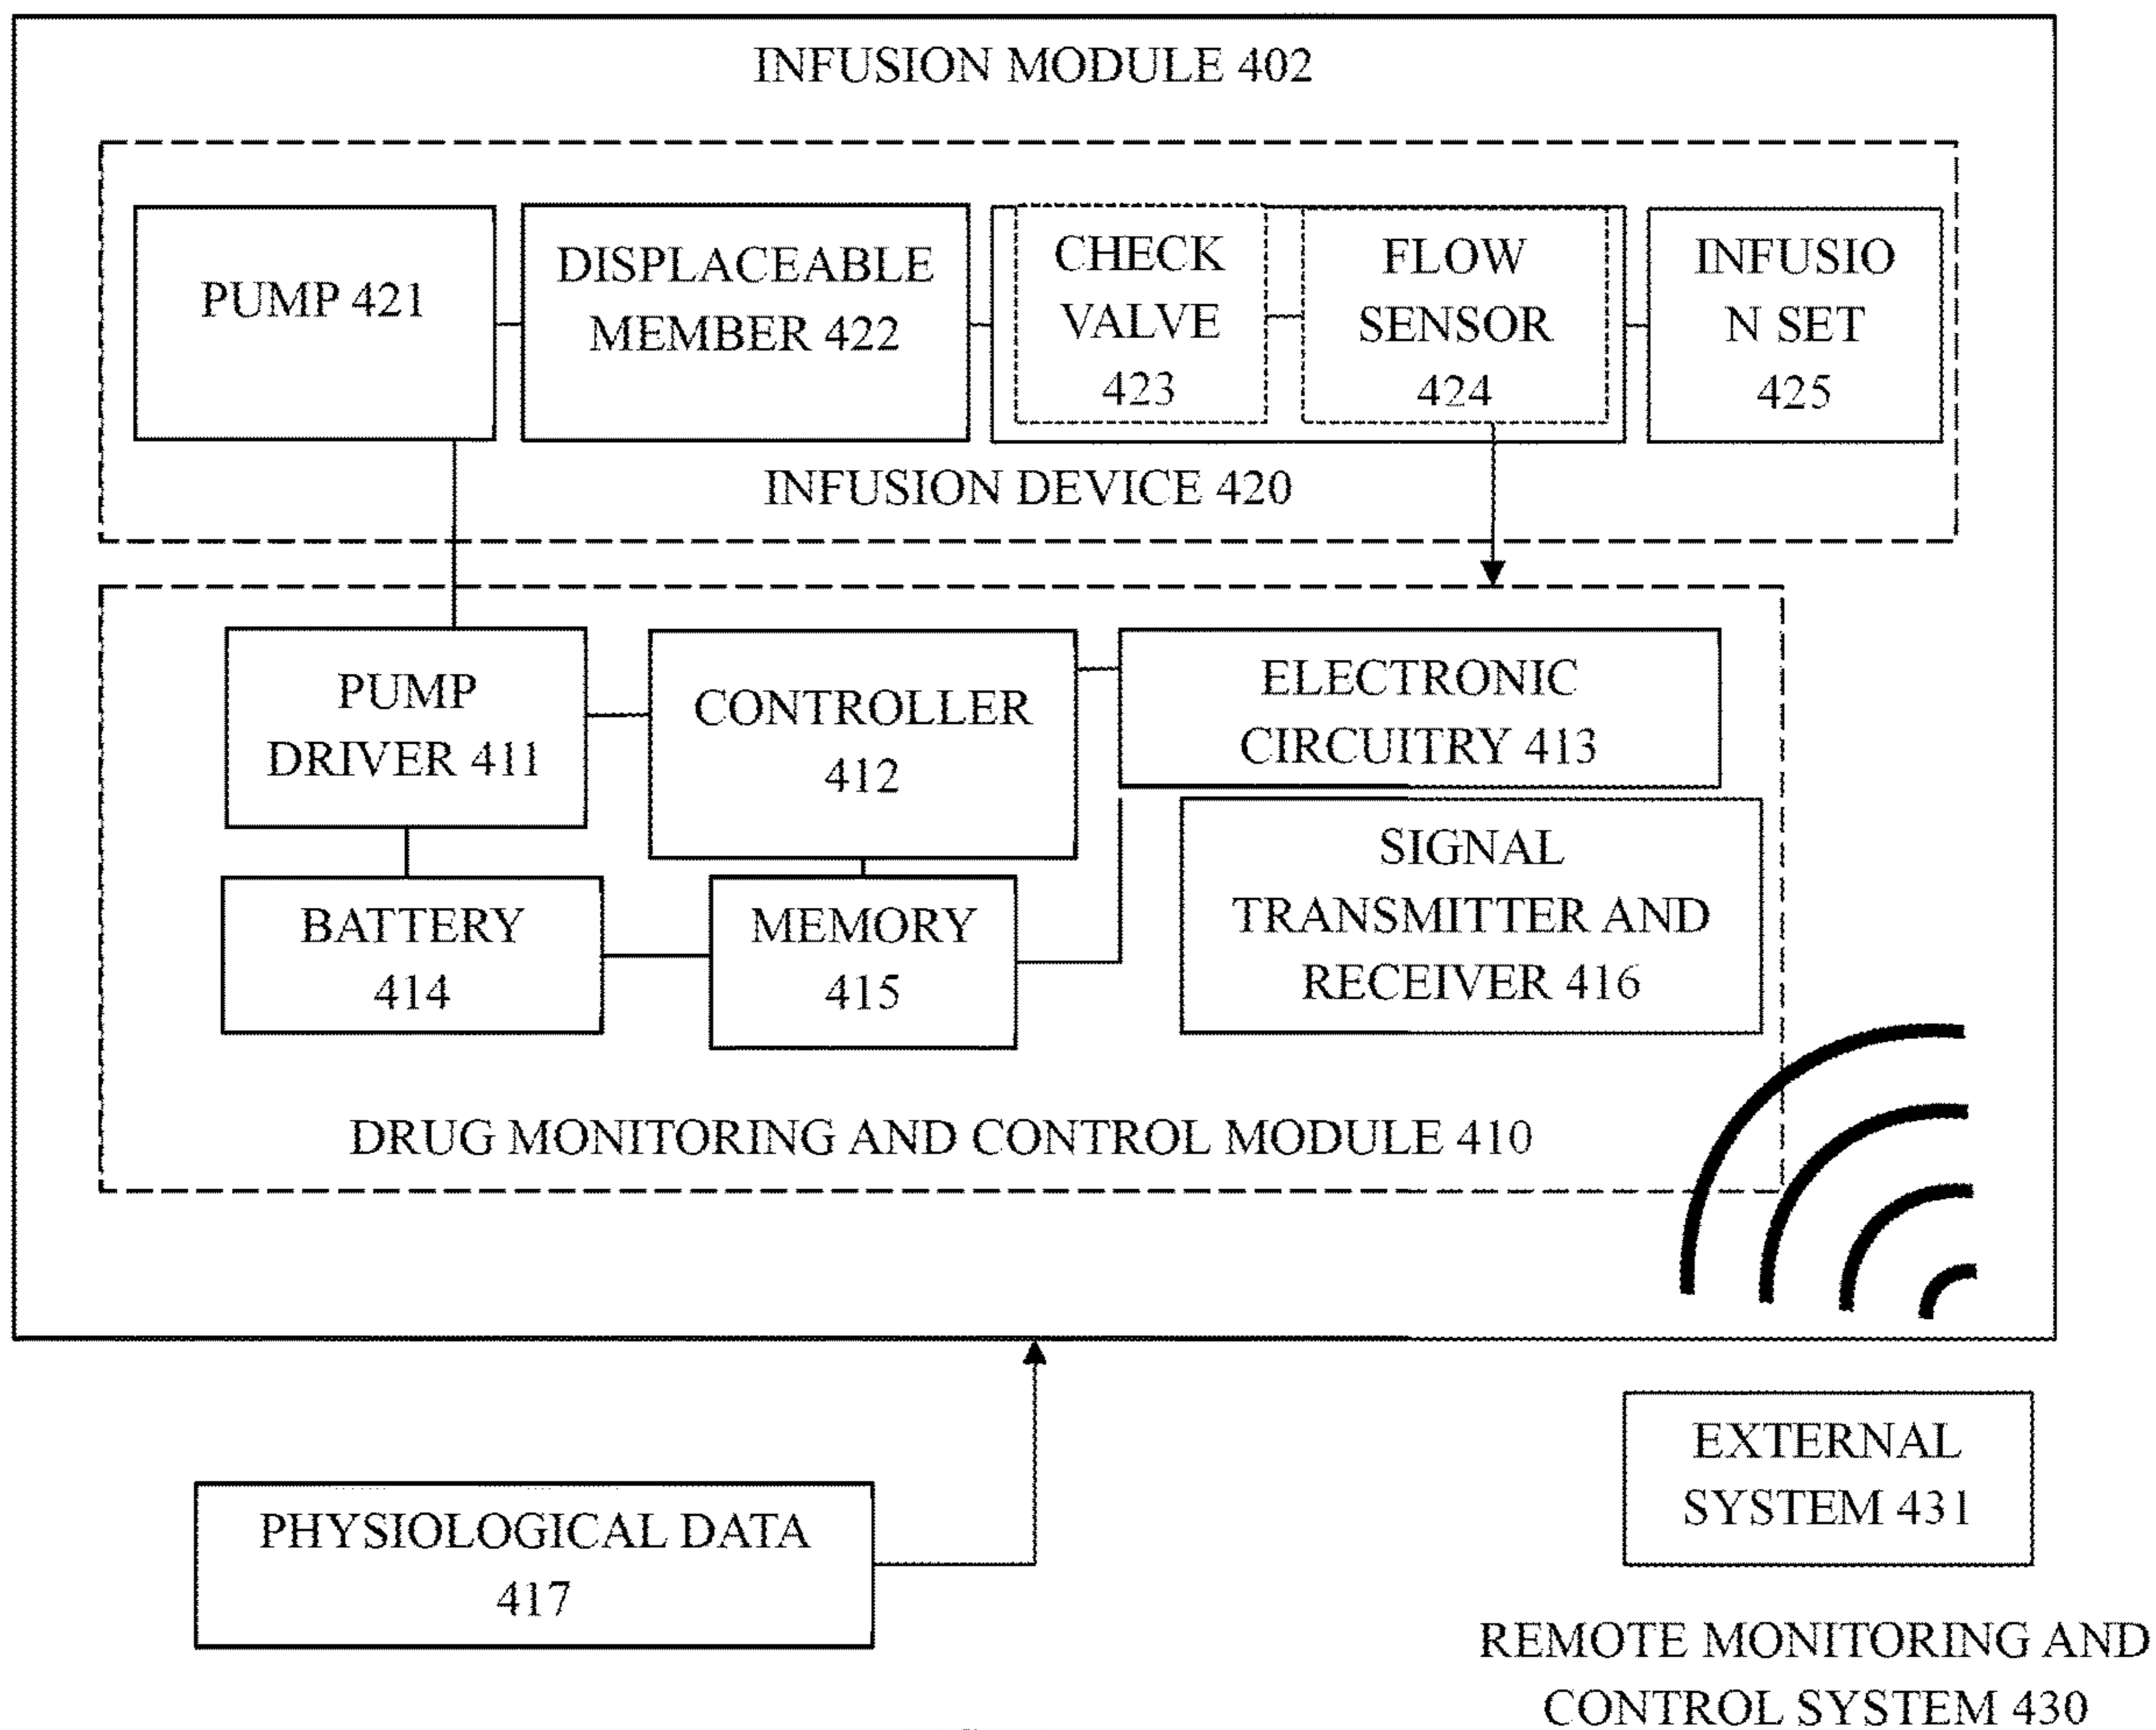 INFUSION MODULE 402
PUMP 421
DISPLACEABLE
MEMBER 422
CHECK
VALVE
423
FLOW
SENSOR
424
INFUSIO
N SET
425
INFUSION DEVICE 420
PUMP
DRIVER 411
CONTROLLER
412
ELECTRONIC
CIRCUITRY 413
BATTERY
414
MEMORY
415
SIGNAL
TRANSMITTER AND
RECEIVER 416
DRUG MONITORING AND CONTROL MODULE 410
PHYSIOLOGICAL DATA
417
EXTERNAL
SYSTEM 431
REMOTE MONITORING AND
CONTROL SYSTEM 430